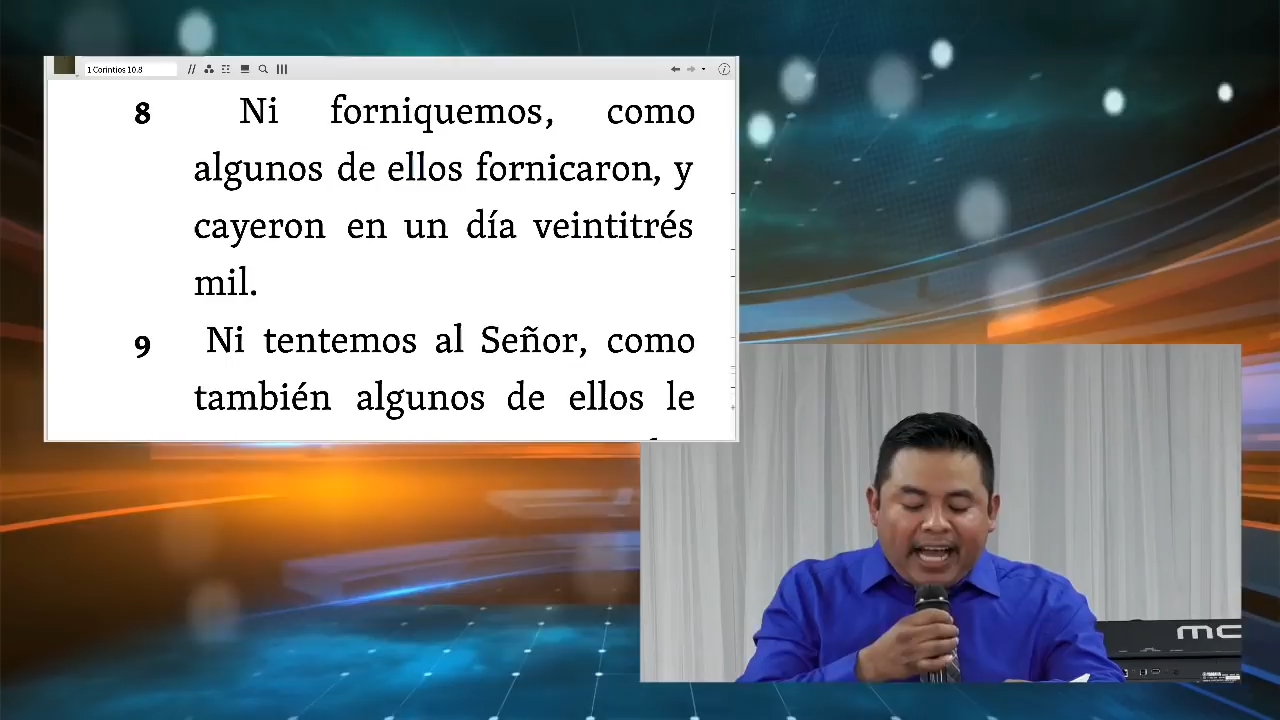 1 Corintios 10.8
8 Ni forniquemos, como
algunos de ellos fornicaron, y
cayeron en un día veintitrés
mil.
9 Ni tentemos al Señor, como
también algunos de ellos le
MC
YAMAHA